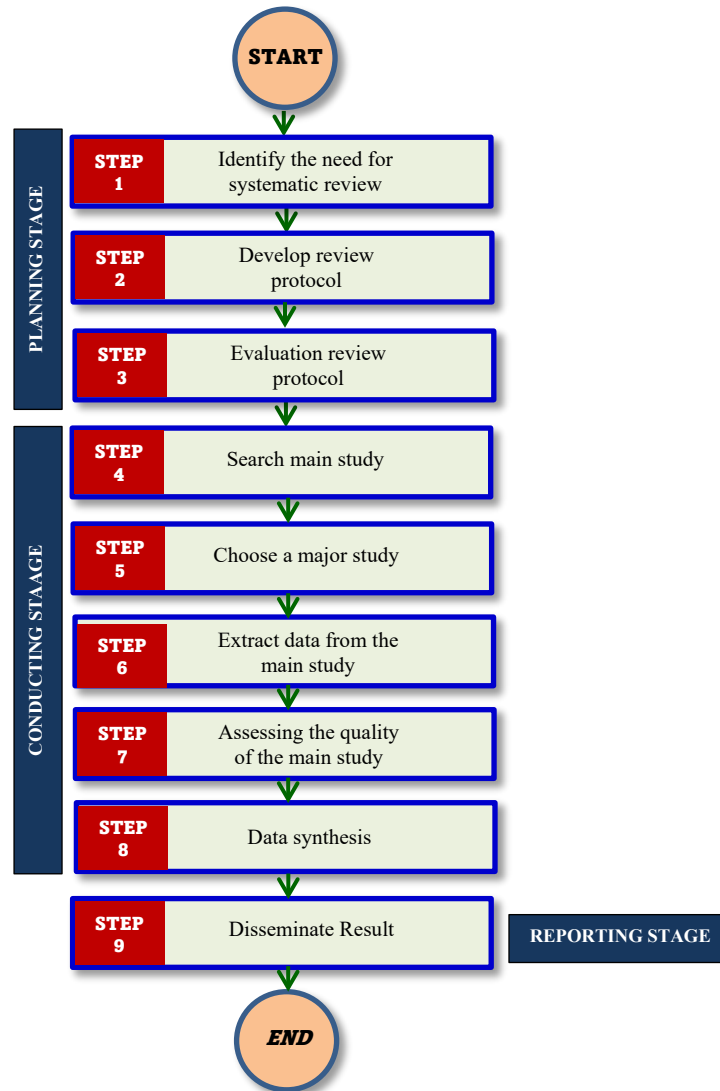 START
PLANNING STAGE
STEP
1
Identify the need for
systematic review
STEP
2
Develop review
protocol
STEP
3
Evaluation review
protocol
CONDUCTING STAAGE
STEP
4
Search main study
STEP
5
Choose a major study
STEP
6
Extract data from the
main study
STEP
7
Assessing the quality
of the main study
STEP
8
Data synthesis
STEP
9
Disseminate Result
REPORTING STAGE
END